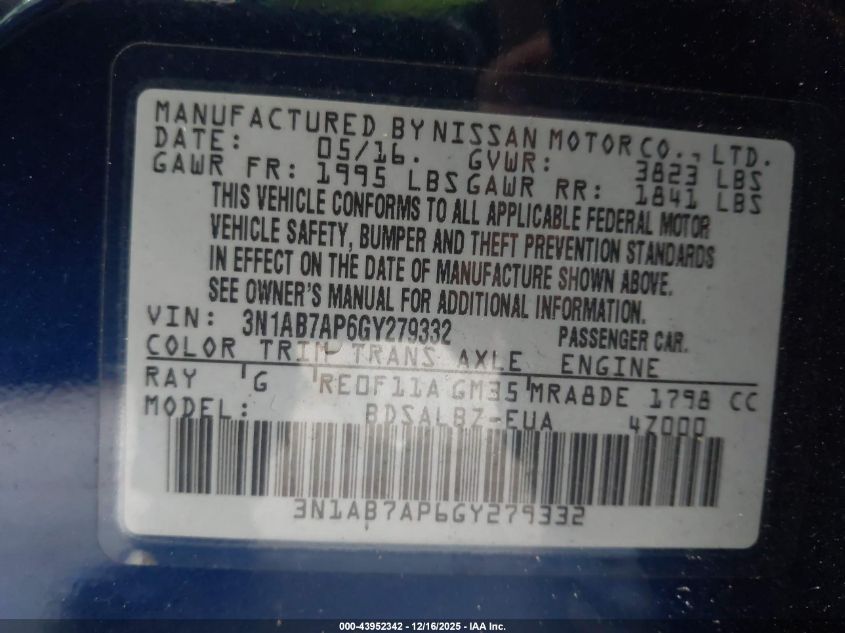 MANUFACTURED BY NISSAN MOTOR CO., LTD.
DATE: 05/16. GVWR: 3823 LBS
GAWR FR: 1995 LBS GAWR RR: 1841 LBS
THIS VEHICLE CONFORMS TO ALL APPLICABLE FEDERAL MOTOR
VEHICLE SAFETY, BUMPER AND THEFT PREVENTION STANDARDS
IN EFFECT ON THE DATE OF MANUFACTURE SHOWN ABOVE.
SEE OWNER'S MANUAL FOR ADDITIONAL INFORMATION.
VIN: 3N1AB7AP6GY279332 PASSENGER CAR.
COLOR TRIM TRANS AXLE ENGINE
RAY G RE0F11A GM35 MRA8DE 1798 CC
MODEL: BDSALBZ-EUA 4Z000
3N1AB7AP6GY279332
000-43952342 - 12/16/2025 - IAA Inc.